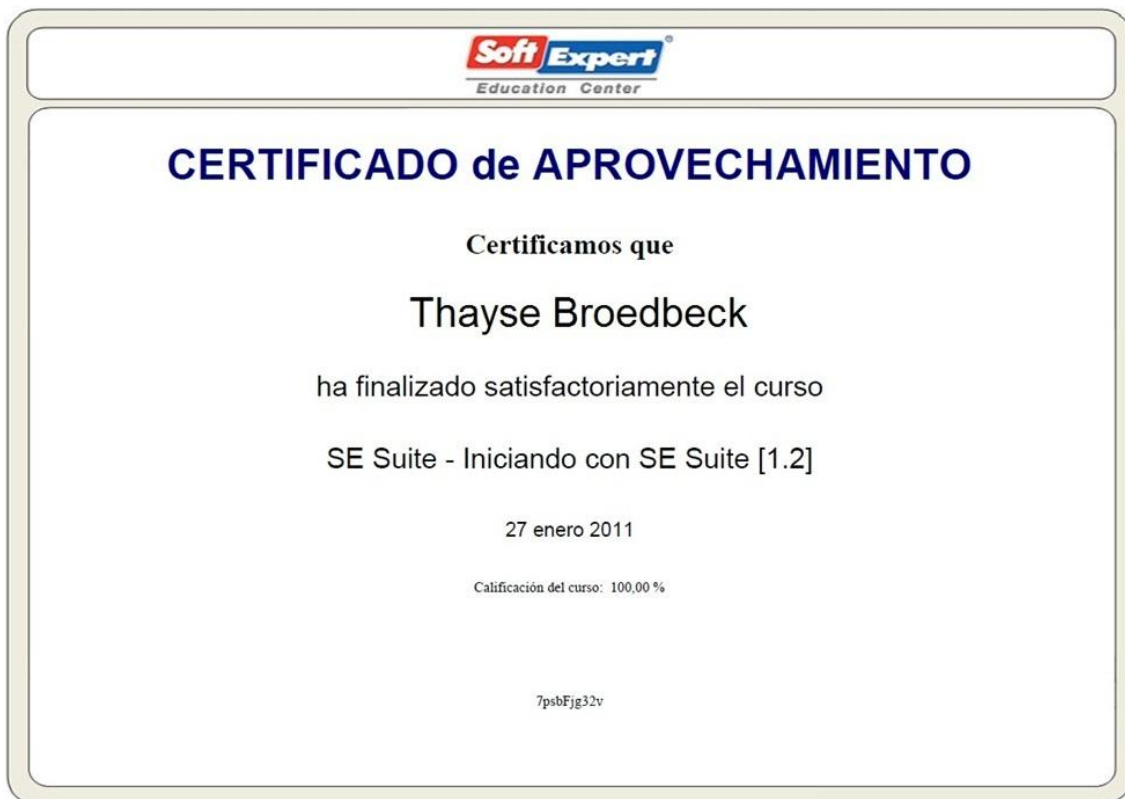 Soft Expert®
Education Center
CERTIFICADO de APROVECHAMIENTO
Certificamos que
Thayse Broedbeck
ha finalizado satisfactoriamente el curso
SE Suite - Iniciando con SE Suite [1.2]
27 enero 2011
Calificación del curso: 100,00 %
7psbFjg32v